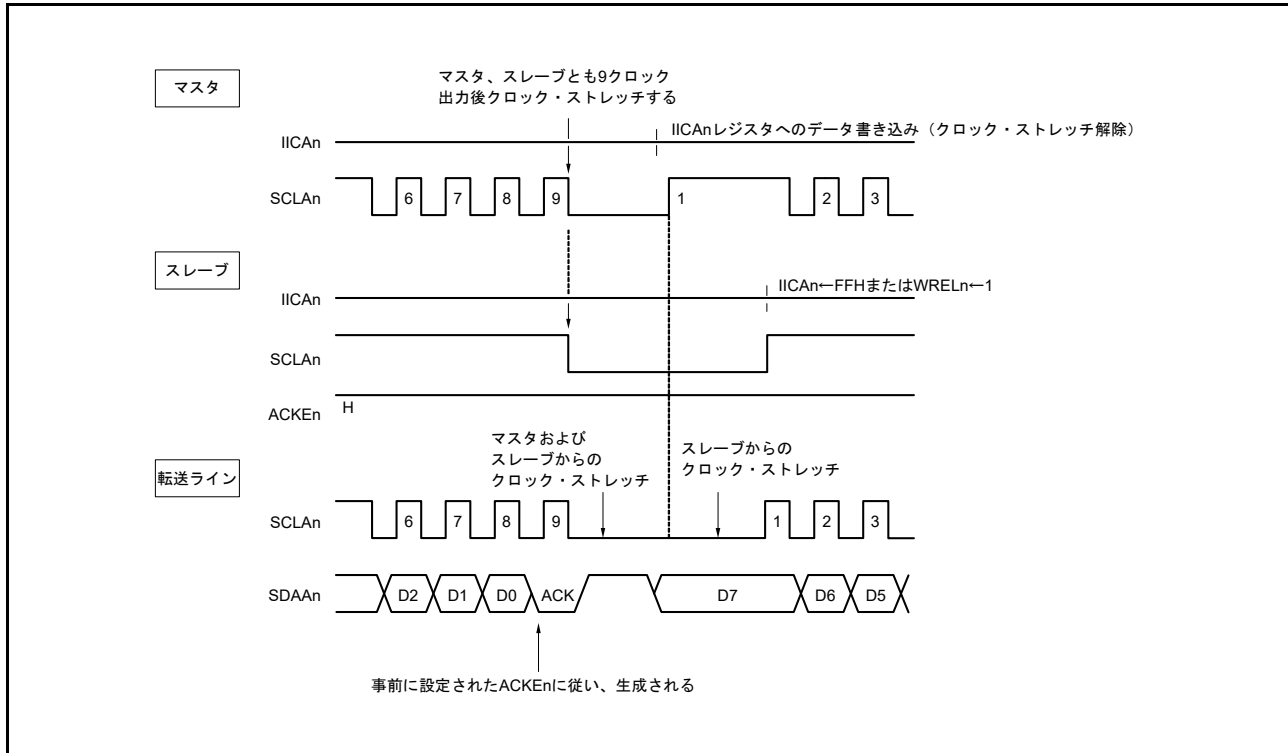 マスタ
マスタ、スレーブとも9クロック
出力後クロック・ストレッチする
IICAnレジスタへのデータ書き込み（クロック・ストレッチ解除）
IICAn
SCLAn
6 7 8 9 1 2 3
スレーブ
IICAn←FFHまたはWRELn←1
IICAn
SCLAn
H
ACKEn
マスタおよび
スレーブからの
クロック・ストレッチ
スレーブからの
クロック・ストレッチ
転送ライン
SCLAn
6 7 8 9 1 2 3
SDAAn
D2 D1 D0 ACK D7 D6 D5
事前に設定されたACKEnに従い、生成される